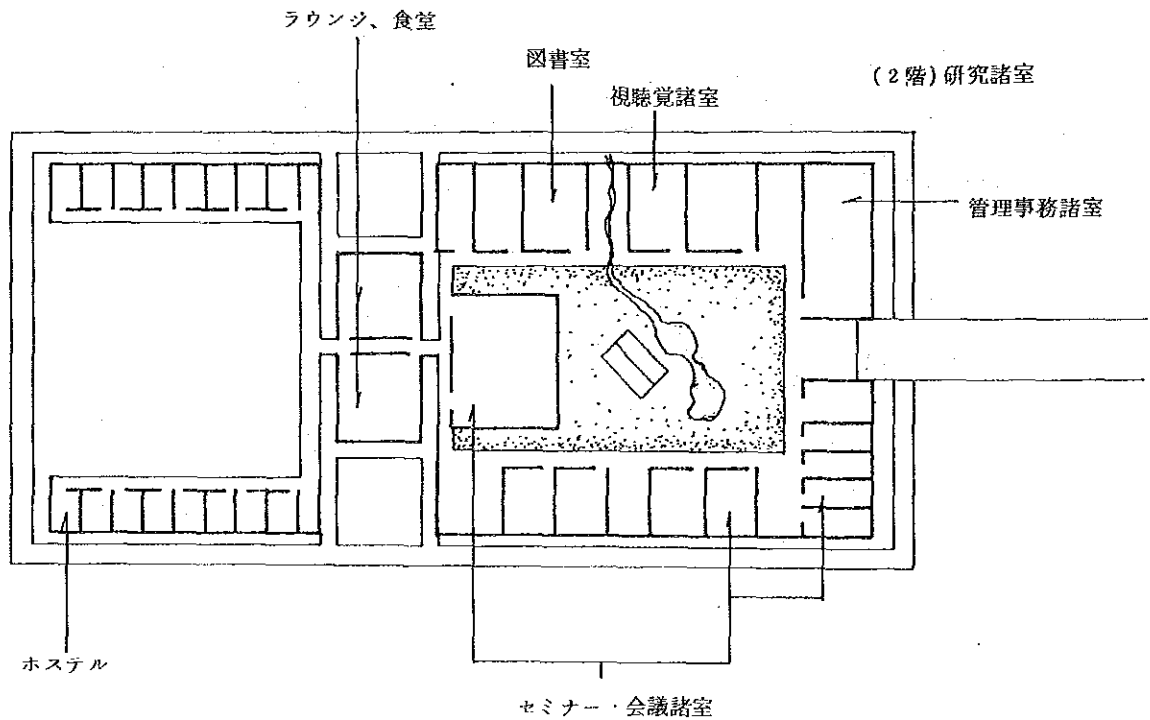 ラウンジ、食堂
図書室
(2階)研究諸室
視聴覚諸室
管理事務諸室
ホステル
セミナー・会議諸室